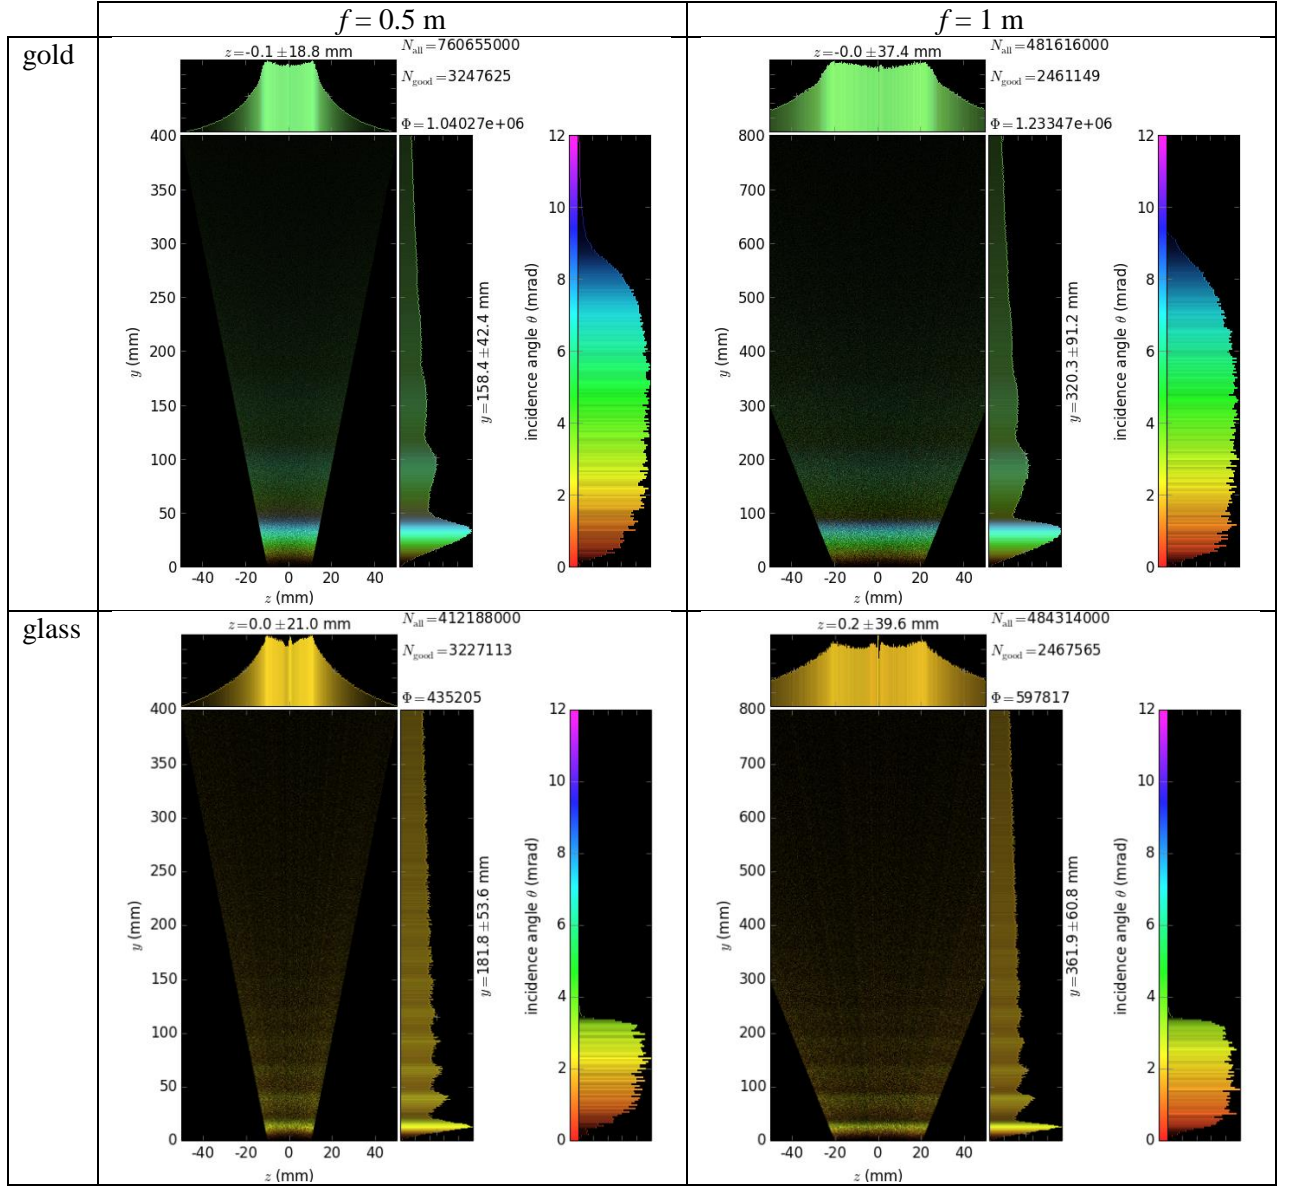 f = 0.5 m
f = 1 m
gold
z=-0.1 ±18.8 mm
N_all=760655000
N_good=3247625
Φ=1.04027e+06
400
350
300
250
200
150
100
50
0
y (mm)
-40 -20 0 20 40
z (mm)
y=158.4±42.4 mm
incidence angle θ (mrad)
12
10
8
6
4
2
0
z=-0.0 ±37.4 mm
N_all=481616000
N_good=2461149
Φ=1.23347e+06
800
700
600
500
400
300
200
100
0
y (mm)
-40 -20 0 20 40
z (mm)
y=320.3±91.2 mm
incidence angle θ (mrad)
12
10
8
6
4
2
0
glass
z=0.0 ±21.0 mm
N_all=412188000
N_good=3227113
Φ=435205
400
350
300
250
200
150
100
50
0
y (mm)
-40 -20 0 20 40
z (mm)
y=181.8±53.6 mm
incidence angle θ (mrad)
12
10
8
6
4
2
0
z=0.2 ±39.6 mm
N_all=484314000
N_good=2467565
Φ=597817
800
700
600
500
400
300
200
100
0
y (mm)
-40 -20 0 20 40
z (mm)
y=361.9±60.8 mm
incidence angle θ (mrad)
12
10
8
6
4
2
0